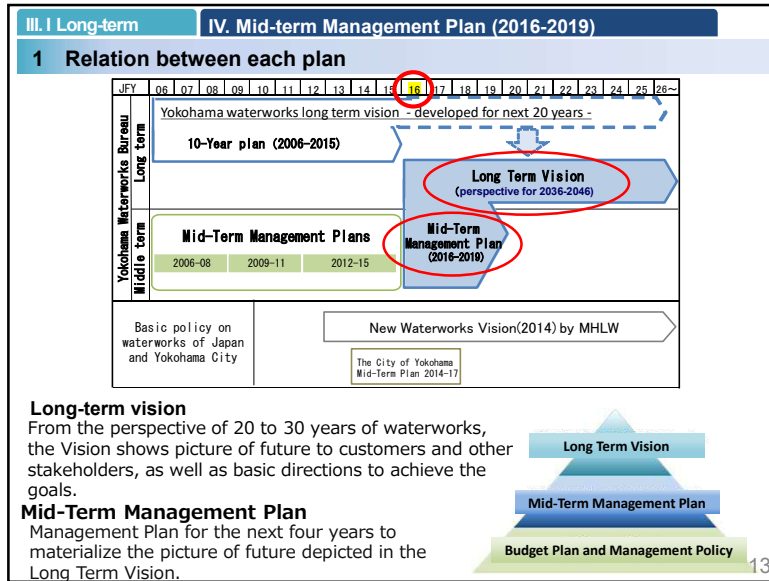 III. I Long-term
IV. Mid-term Management Plan (2016-2019)
1 Relation between each plan
JFY 06 07 08 09 10 11 12 13 14 15 16 17 18 19 20 21 22 23 24 25 26～
Yokohama Waterworks Bureau
Long term
Yokohama waterworks long term vision - developed for next 20 years -
10-Year plan (2006-2015)
Long Term Vision
(perspective for 2036-2046)
Middle term
Mid-Term Management Plans
2006-08 2009-11 2012-15
Mid-Term
Management Plan
(2016-2019)
Basic policy on
waterworks of Japan
and Yokohama City
New Waterworks Vision(2014) by MHLW
The City of Yokohama
Mid-Term Plan 2014-17
Long-term vision
From the perspective of 20 to 30 years of waterworks,
the Vision shows picture of future to customers and other
stakeholders, as well as basic directions to achieve the
goals.
Mid-Term Management Plan
Management Plan for the next four years to
materialize the picture of future depicted in the
Long Term Vision.
Long Term Vision
Mid-Term Management Plan
Budget Plan and Management Policy
13